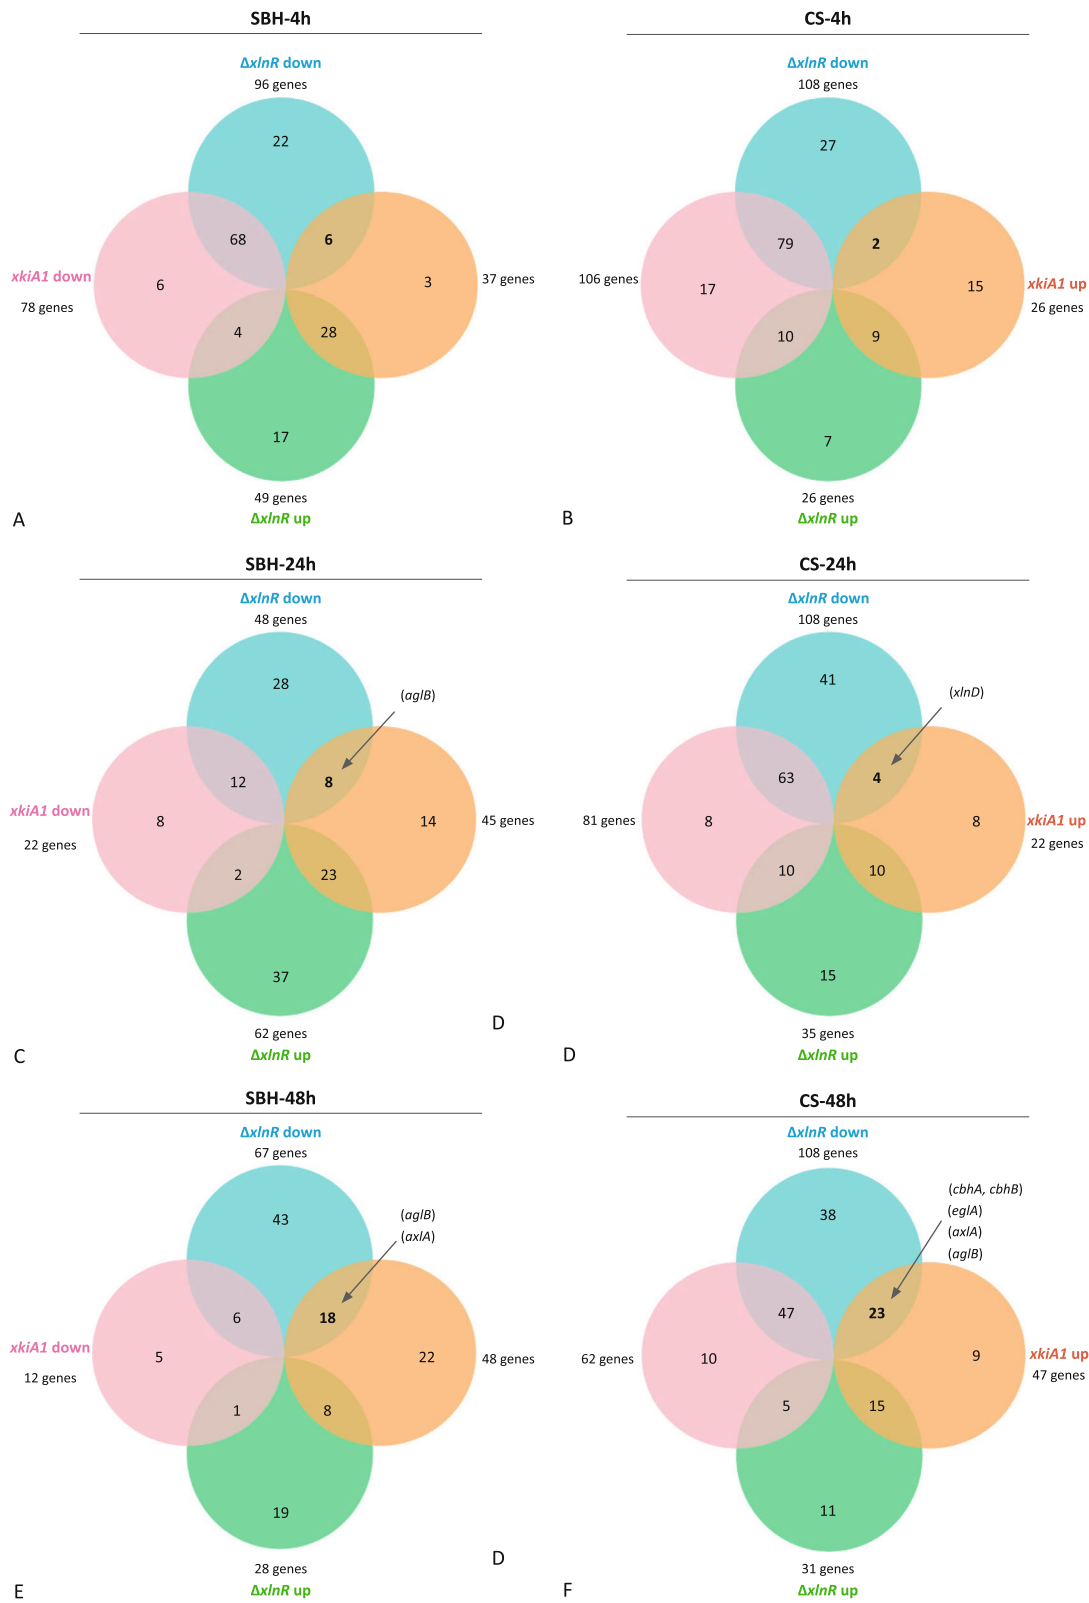 SBH-4h
ΔxlnR down
96 genes
22
68
6
xkiA1 down
78 genes
6
3
37 genes
4
28
17
49 genes
ΔxlnR up
A
CS-4h
ΔxlnR down
108 genes
27
79
2
106 genes
17
15
xkiA1 up
26 genes
10
9
7
26 genes
ΔxlnR up
B
SBH-24h
ΔxlnR down
48 genes
28
(aglB)
12
8
xkiA1 down
22 genes
8
14
45 genes
2
23
37
62 genes
ΔxlnR up
C
D
CS-24h
ΔxlnR down
108 genes
41
(xlnD)
63
4
81 genes
8
8
xkiA1 up
22 genes
10
10
15
35 genes
ΔxlnR up
D
SBH-48h
ΔxlnR down
67 genes
43
(aglB)
(axlA)
6
18
xkiA1 down
12 genes
5
22
48 genes
1
8
19
28 genes
ΔxlnR up
E
D
CS-48h
ΔxlnR down
108 genes
38
(cbhA, cbhB)
(eglA)
(axlA)
(aglB)
47
23
62 genes
10
9
xkiA1 up
47 genes
5
15
11
31 genes
ΔxlnR up
F